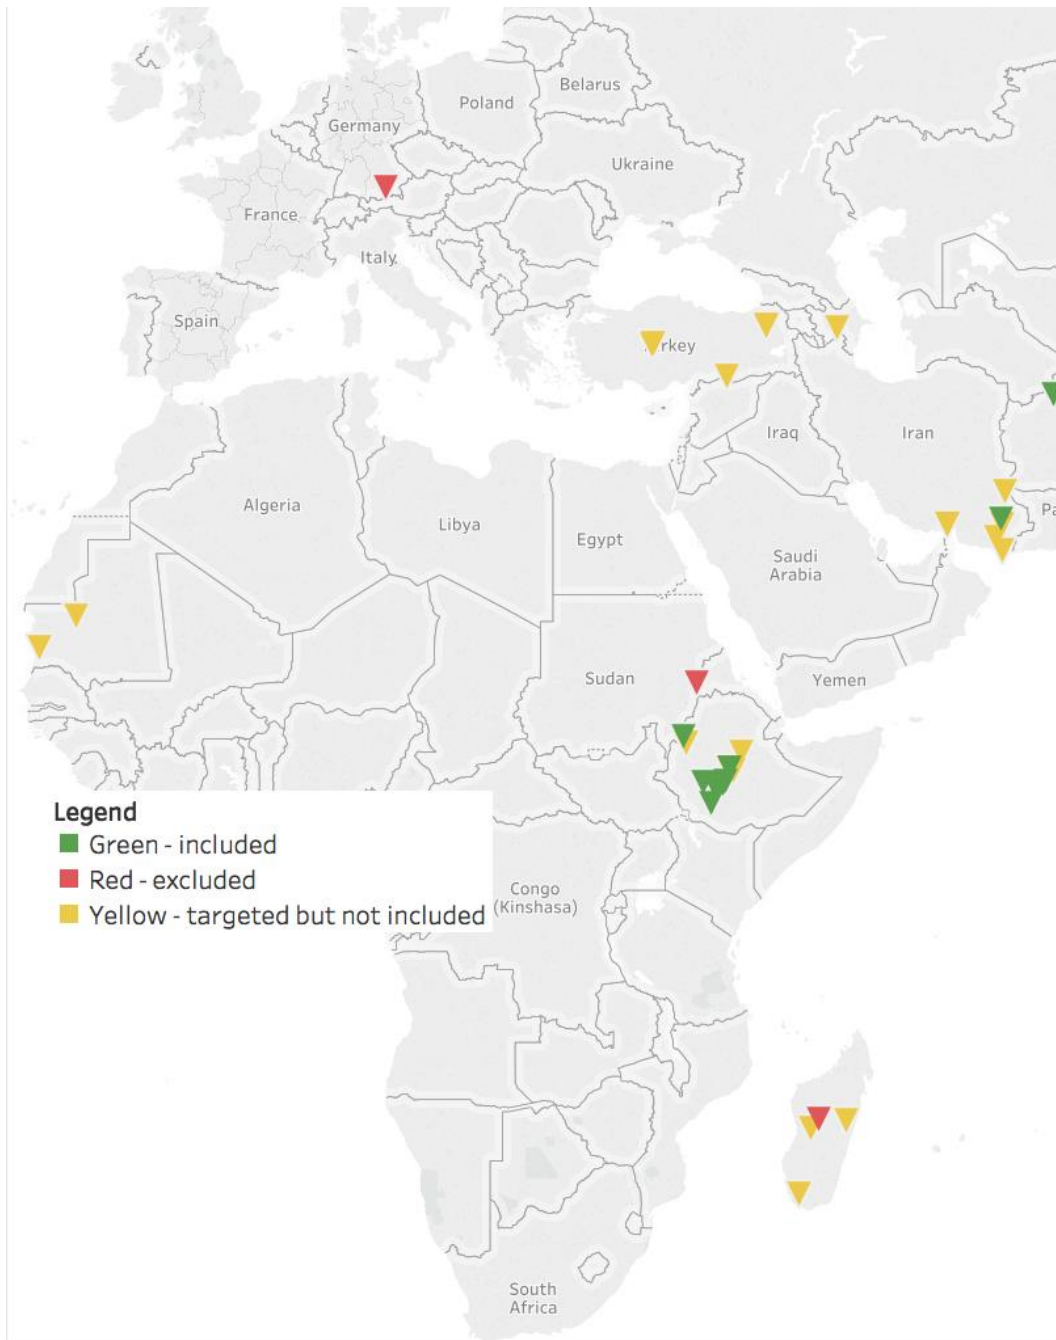 Belarus
Poland
Germany
Ukraine
France
Italy
Spain
rkey
Iraq
Iran
Algeria
Libya
Egypt
Pa
Saudi
Arabia
Sudan
Yemen
Legend
Green - included
Red - excluded
Yellow - targeted but not included
Congo
(Kinshasa)
South
Africa